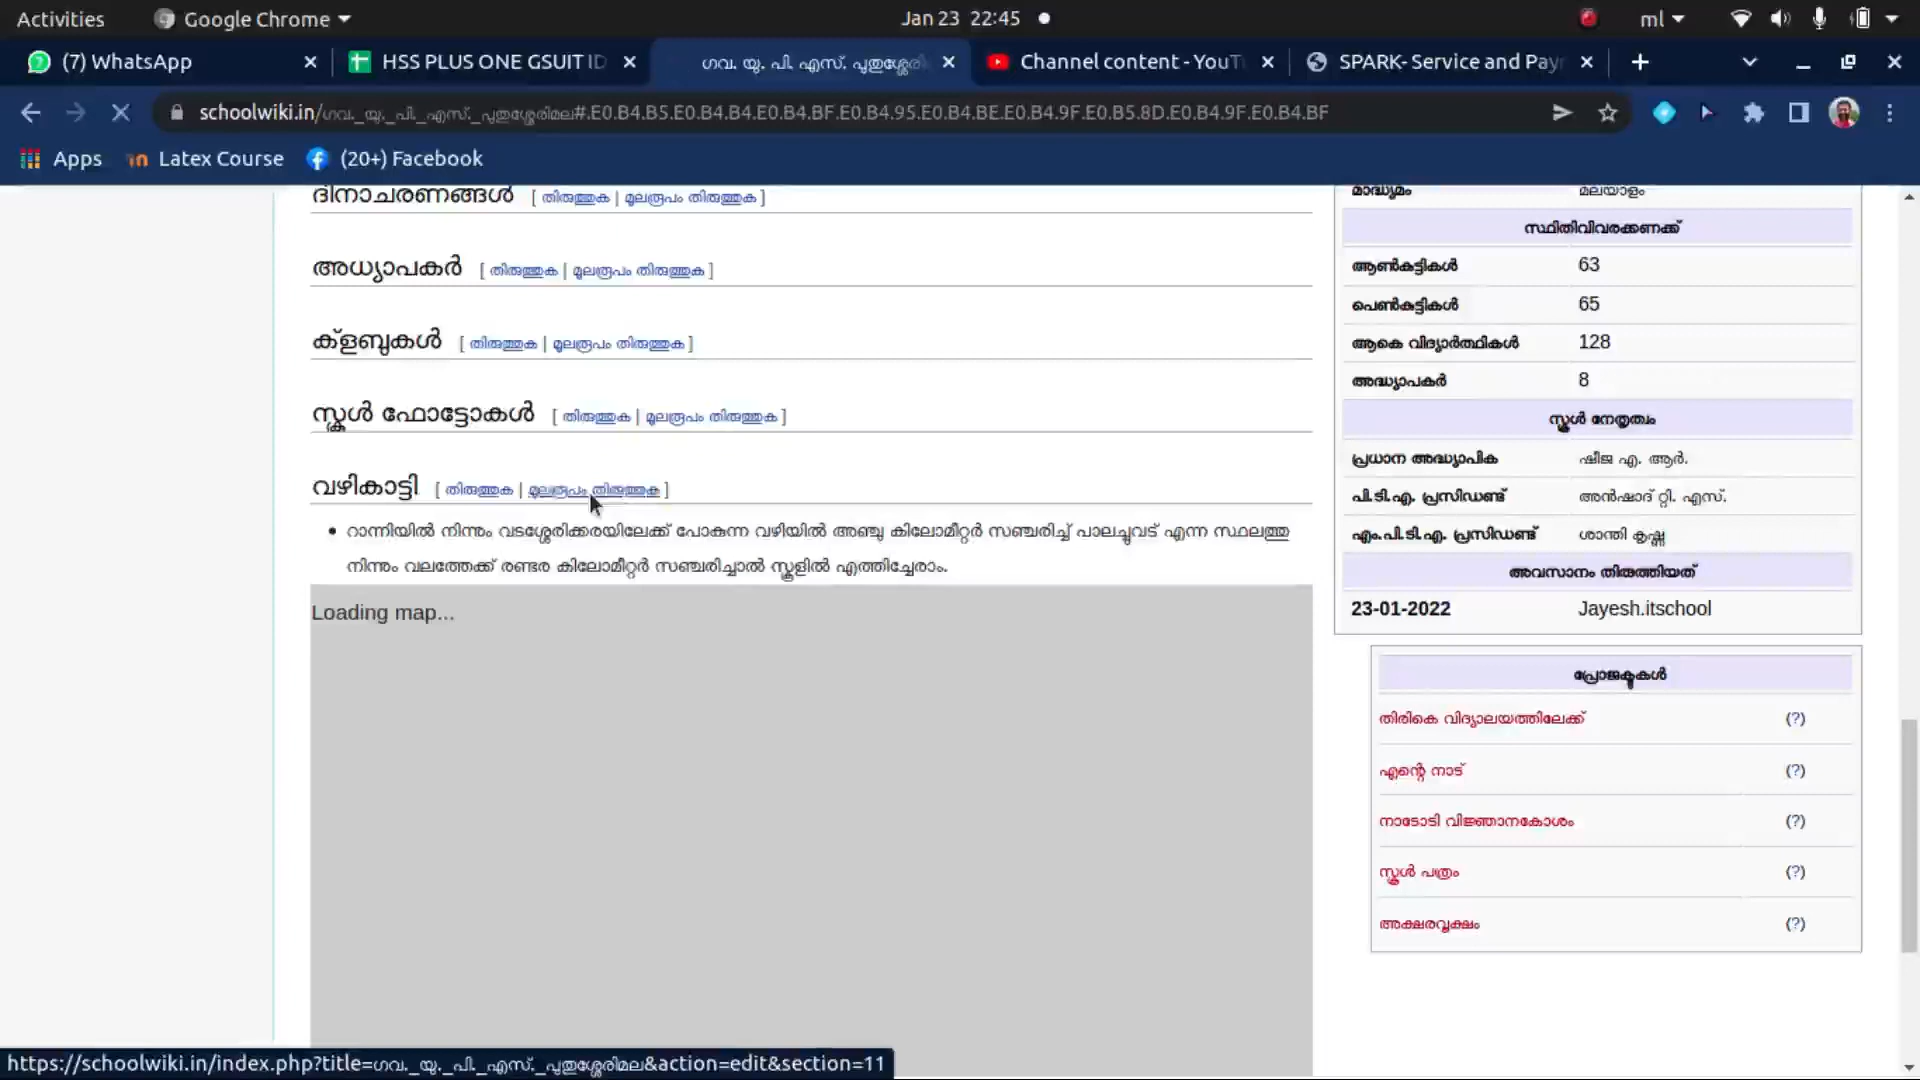 Activities
Google Chrome
Jan 23 22:45
ml
(7) WhatsApp
HSS PLUS ONE GSUIT ID
ഗവ. യു. പി. എസ്. പുതുശ്ശേരി
Channel content - YouT
SPARK- Service and Pay
schoolwiki.in/ഗവ._യു._പി._എസ്._പുതുശ്ശേരിമല#.E0.B4.B5.E0.B4.B4.E0.B4.BF.E0.B4.95.E0.B4.BE.E0.B4.9F.E0.B5.8D.E0.B4.9F.E0.B4.BF
Apps
Latex Course
(20+) Facebook
ദിനാചരണങ്ങൾ [ തിരുത്തുക | മൂലരൂപം തിരുത്തുക ]
അധ്യാപകർ [ തിരുത്തുക | മൂലരൂപം തിരുത്തുക ]
ക്ളബുകൾ [ തിരുത്തുക | മൂലരൂപം തിരുത്തുക ]
സ്കൂൾ ഫോട്ടോകൾ [ തിരുത്തുക | മൂലരൂപം തിരുത്തുക ]
വഴികാട്ടി [ തിരുത്തുക | മൂലരൂപം തിരുത്തുക ]
റാന്നിയിൽ നിന്നും വടശ്ശേരിക്കരയിലേക്ക് പോകുന്ന വഴിയിൽ അഞ്ചു കിലോമീറ്റർ സഞ്ചരിച്ച് പാലച്ചുവട് എന്ന സ്ഥലത്തു
നിന്നും വലത്തേക്ക് രണ്ടര കിലോമീറ്റർ സഞ്ചരിച്ചാൽ സ്കൂളിൽ എത്തിച്ചേരാം.
Loading map...
മാദ്ധ്യമം മലയാളം
സ്ഥിതിവിവരക്കണക്ക്
ആൺകുട്ടികൾ 63
പെൺകുട്ടികൾ 65
ആകെ വിദ്യാർത്ഥികൾ 128
അദ്ധ്യാപകർ 8
സ്കൂൾ നേതൃത്വം
പ്രധാന അദ്ധ്യാപിക ഷീജ എ. ആർ.
പി.ടി.എ. പ്രസിഡണ്ട് അൻഷാദ് റ്റി. എസ്.
എം.പി.ടി.എ. പ്രസിഡണ്ട് ശാന്തി കൃഷ്ണ
അവസാനം തിരുത്തിയത്
23-01-2022 Jayesh.itschool
പ്രോജക്ടുകൾ
തിരികെ വിദ്യാലയത്തിലേക്ക് (?)
എന്റെ നാട് (?)
നാടോടി വിജ്ഞാനകോശം (?)
സ്കൂൾ പത്രം (?)
അക്ഷരവൃക്ഷം (?)
https://schoolwiki.in/index.php?title=ഗവ._യു._പി._എസ്._പുതുശ്ശേരിമല&action=edit&section=11